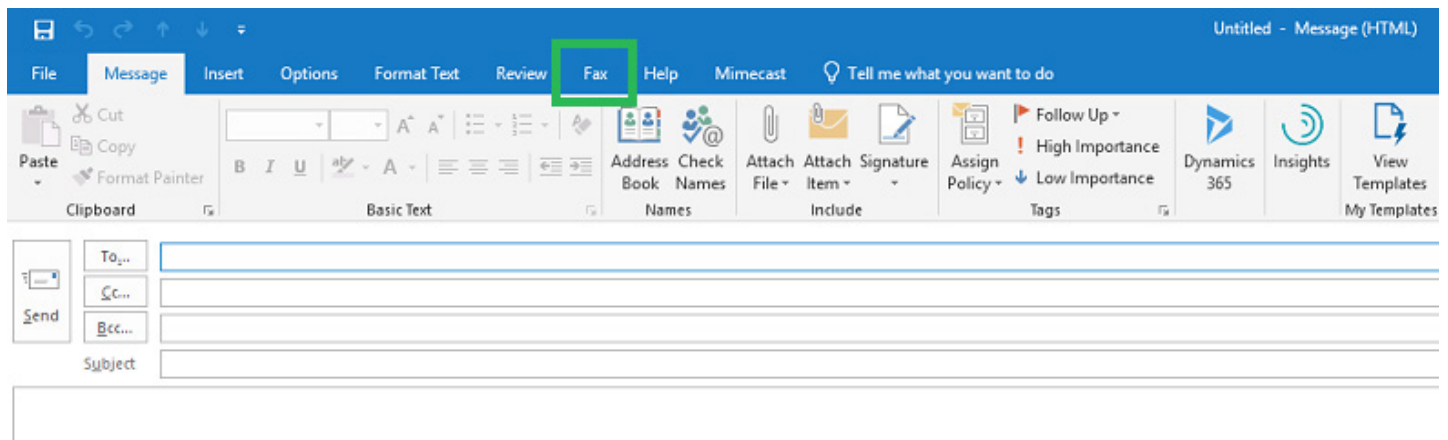 Untitled - Message (HTML)
File Message Insert Options Format Text Review Fax Help Mimecast Tell me what you want to do
Paste
Cut
Copy
Format Painter
Clipboard
B I U
Basic Text
Address Book
Check Names
Names
Attach File
Attach Item
Signature
Include
Assign Policy
Follow Up
High Importance
Low Importance
Tags
Dynamics 365
Insights
View Templates
My Templates
Send
To...
Cc...
Bcc...
Subject